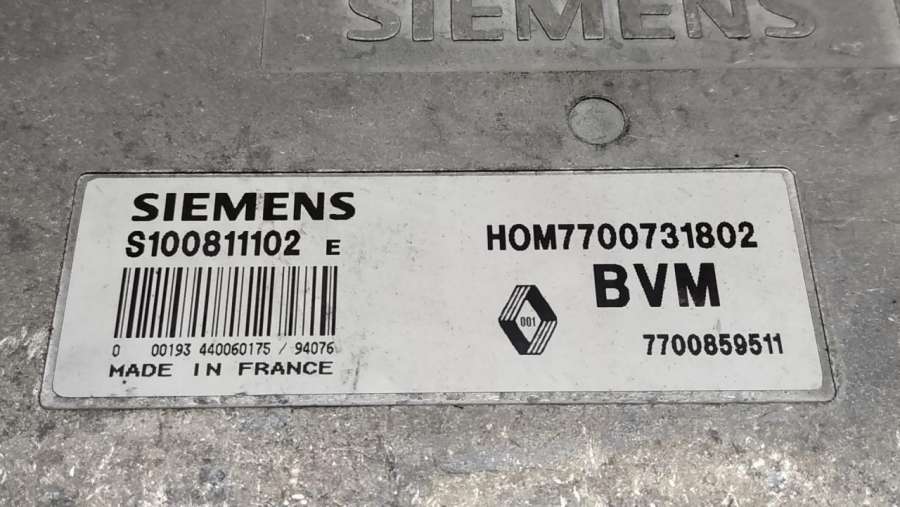 SIEMENS
SIEMENS
S100811102 E
0 00193 440060175 / 94076
MADE IN FRANCE
HOM7700731802
BVM
001
7700859511